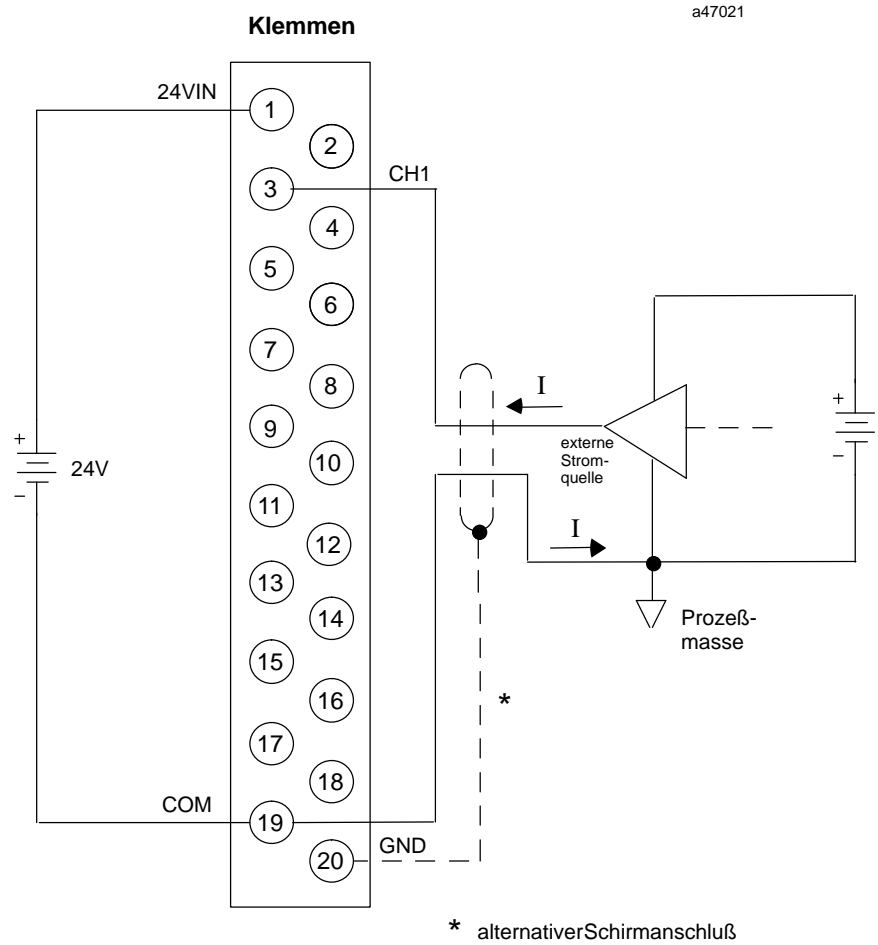 a47021
Klemmen
24VIN
1
2
3
CH1
4
5
6
7
8
I
+
9
externe
Strom-
quelle
+
24V
−
10
−
11
I
12
13
14
Prozeß-
masse
15
16
*
17
18
COM
19
GND
20
* alternativerSchirmanschluß